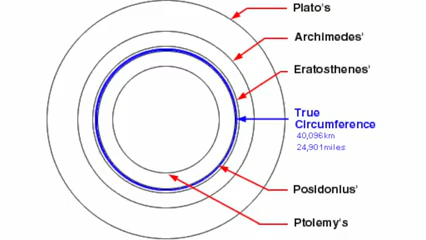 Plato's
Archimedes'
Eratosthenes'
True
Circumference
40,096km
24,901miles
Posidonius'
Ptolemy's